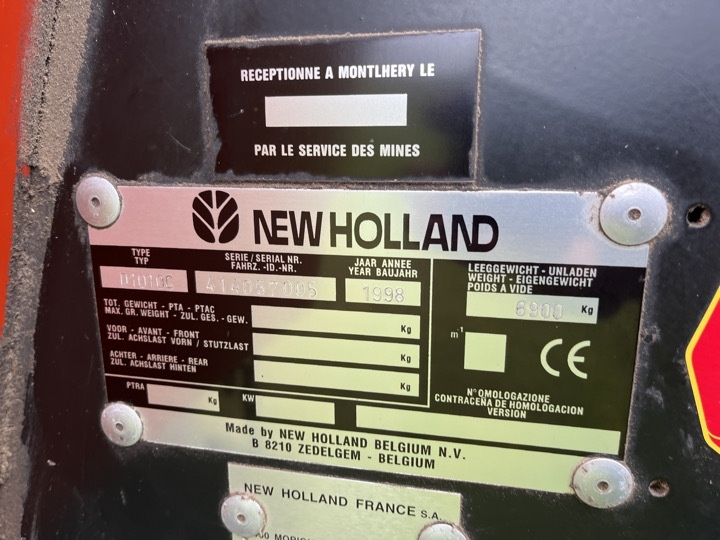 RECEPTIONNE A MONTLHERY LE
PAR LE SERVICE DES MINES
NEW HOLLAND
TYPE
TYP
D1010C
SERIE / SERIAL NR.
FAHRZ. -ID.-NR.
414057005
JAAR ANNEE
YEAR BAUJAHR
1998
LEEGGEWICHT - UNLADEN
WEIGHT - EIGENGEWICHT
POIDS A VIDE
6900 Kg
TOT. GEWICHT - PTA - PTAC
MAX. GR. WEIGHT - ZUL. GES. - GEW.
Kg
VOOR - AVANT - FRONT
ZUL. ACHSLAST VORN / STUTZLAST
Kg
ACHTER - ARRIERE - REAR
ZUL. ACHSLAST HINTEN
Kg
m¹
CE
PTRA
Kg
KW
N° OMOLOGAZIONE
CONTRACEÑA DE HOMOLOGACION
VERSION
Made by NEW HOLLAND BELGIUM N.V.
B 8210 ZEDELGEM - BELGIUM
NEW HOLLAND FRANCE S.A.